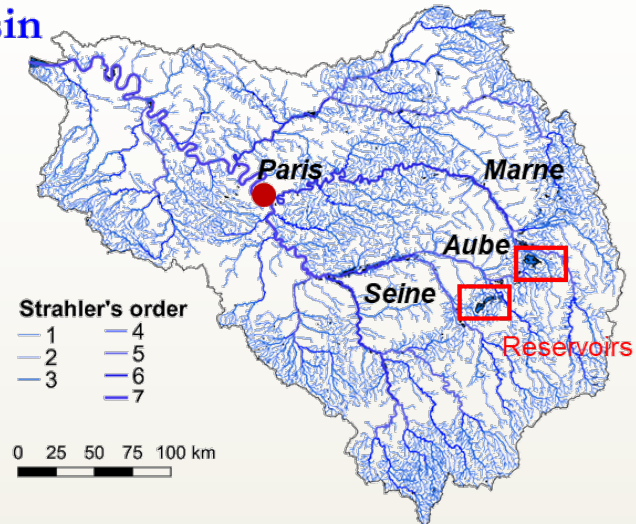 sin
Paris
Marne
Aube
Seine
Reservoirs
Strahler's order
1 4
2 5
3 6
7
0 25 50 75 100 km